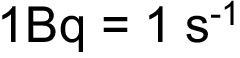 1Bq = 1 s⁻¹